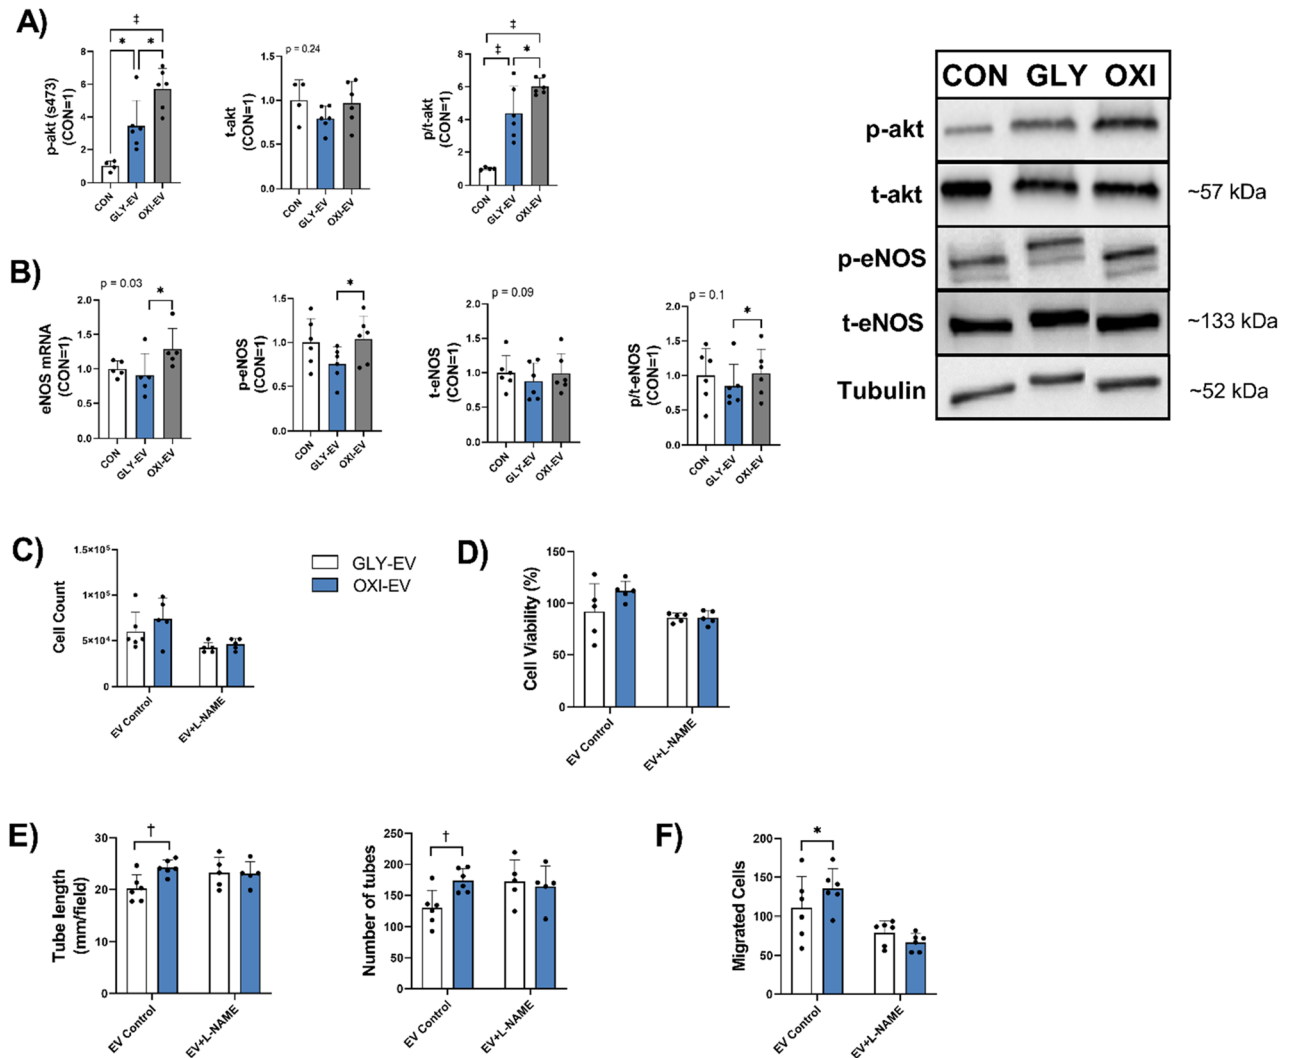 A)
‡
* *
p-akt (s473)
(CON=1)
8
6
4
2
0
CON
GLY-EV
OXI-EV
p = 0.24
t-akt
(CON=1)
1.5
1.0
0.5
0.0
CON
GLY-EV
OXI-EV
‡
‡ *
p/t-akt
(CON=1)
8
6
4
2
0
CON
GLY-EV
OXI-EV
CON GLY OXI
p-akt
t-akt ~57 kDa
p-eNOS
t-eNOS ~133 kDa
Tubulin ~52 kDa
B)
p = 0.03
*
eNOS mRNA
(CON=1)
2.0
1.5
1.0
0.5
0.0
CON
GLY-EV
OXI-EV
*
p-eNOS
(CON=1)
1.5
1.0
0.5
0.0
CON
GLY-EV
OXI-EV
p = 0.09
t-eNOS
(CON=1)
2.0
1.5
1.0
0.5
0.0
CON
GLY-EV
OXI-EV
p = 0.1
*
p/t-eNOS
(CON=1)
2.0
1.5
1.0
0.5
0.0
CON
GLY-EV
OXI-EV
C)
Cell Count
1.5×10⁵
1×10⁵
5×10⁴
0
EV Control
EV+L-NAME
GLY-EV
OXI-EV
D)
Cell Viability (%)
150
100
50
0
EV Control
EV+L-NAME
E)
†
Tube length
(mm/field)
30
20
10
0
EV Control
EV+L-NAME
†
Number of tubes
250
200
150
100
50
0
EV Control
EV+L-NAME
F)
*
Migrated Cells
200
150
100
50
0
EV Control
EV+L-NAME